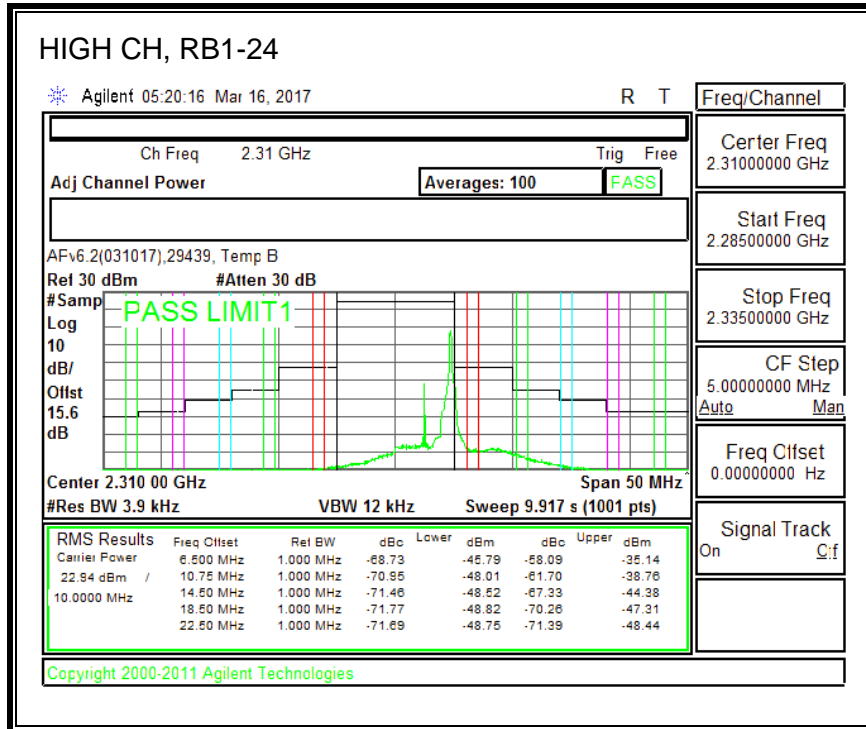 HIGH CH, RB1-24
Agilent 05:20:16 Mar 16, 2017 R T
Freq/Channel
Ch Freq 2.31 GHz Trig Free
Adj Channel Power Averages: 100 PASS
AFv6.2(031017),29439, Temp B
Ref 30 dBm #Atten 30 dB
#Samp
Log
10
dB/
Offst
15.6
dB
PASS LIMIT1
Center 2.310 00 GHz Span 50 MHz
#Res BW 3.9 kHz VBW 12 kHz Sweep 9.917 s (1001 pts)
RMS Results Freq Offset Ref BW dBc Lower dBm dBc Upper dBm
Carrier Power 6.500 MHz 1.000 MHz -68.73 -45.79 -58.09 -35.14
22.94 dBm / 10.75 MHz 1.000 MHz -70.95 -48.01 -61.70 -38.76
10.0000 MHz 14.50 MHz 1.000 MHz -71.46 -48.52 -67.33 -44.38
18.50 MHz 1.000 MHz -71.77 -48.82 -70.26 -47.31
22.50 MHz 1.000 MHz -71.69 -48.75 -71.39 -48.44
Copyright 2000-2011 Agilent Technologies
Center Freq
2.31000000 GHz
Start Freq
2.28500000 GHz
Stop Freq
2.33500000 GHz
CF Step
5.00000000 MHz
Auto Man
Freq Offset
0.00000000 Hz
Signal Track
On Off